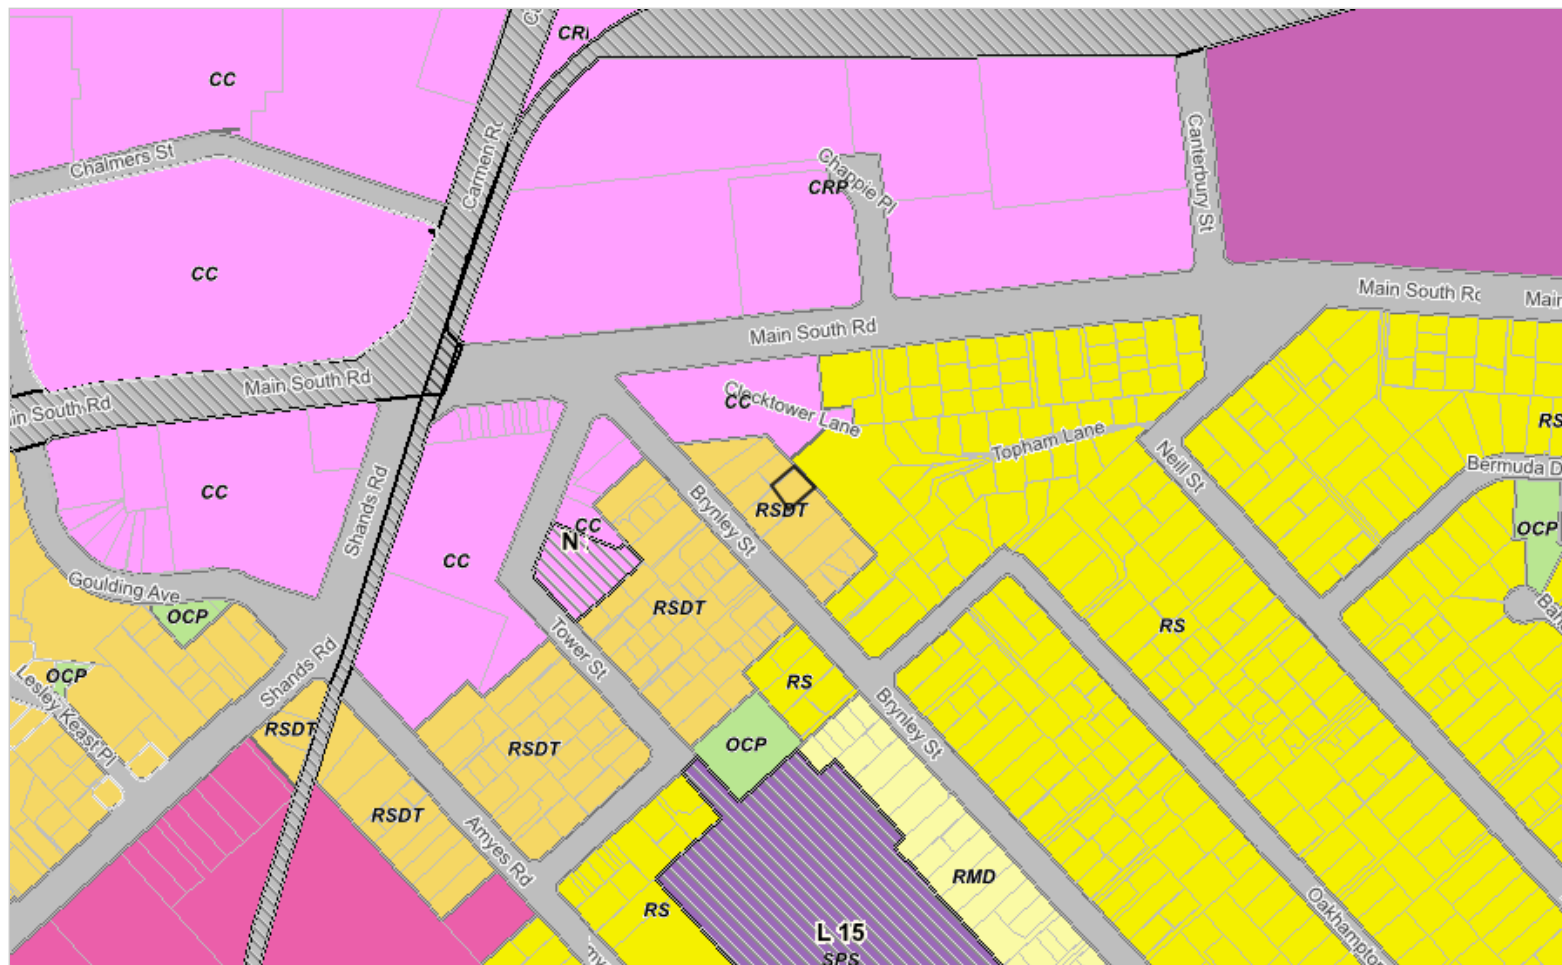 CRP
CC
Chalmers St
Carmen Rd
Canterbury St
Chappie Pl
CRP
CC
Main South Rd
Main South Rd
Main South Rd
Main South Rd
Clocktower Lane
CC
RS
Topham Lane
Neill St
Bermuda D
CC
Shands Rd
RSDT
Brynley St
CC
N
OCP
CC
Goulding Ave
OCP
RSDT
RS
Tower St
Shands Rd
OCP
Lesley Keast Pl
RS
RSDT
Brynley St
RSDT
OCP
RSDT
Amyes Rd
RMD
RS
Oakhampton
L 15
SPS